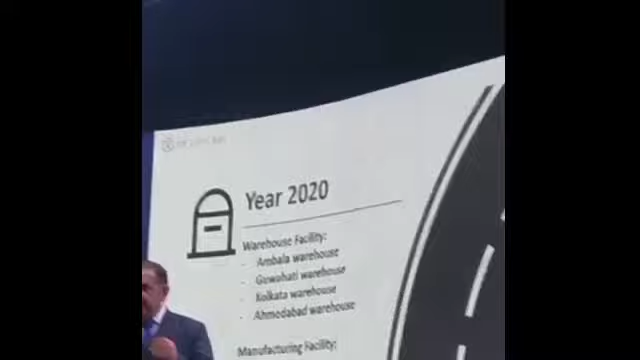 Year 2020
Warehouse Facility:
- Ambala warehouse
- Guwahati warehouse
- Kolkata warehouse
- Ahmedabad warehouse
Manufacturing Facility: